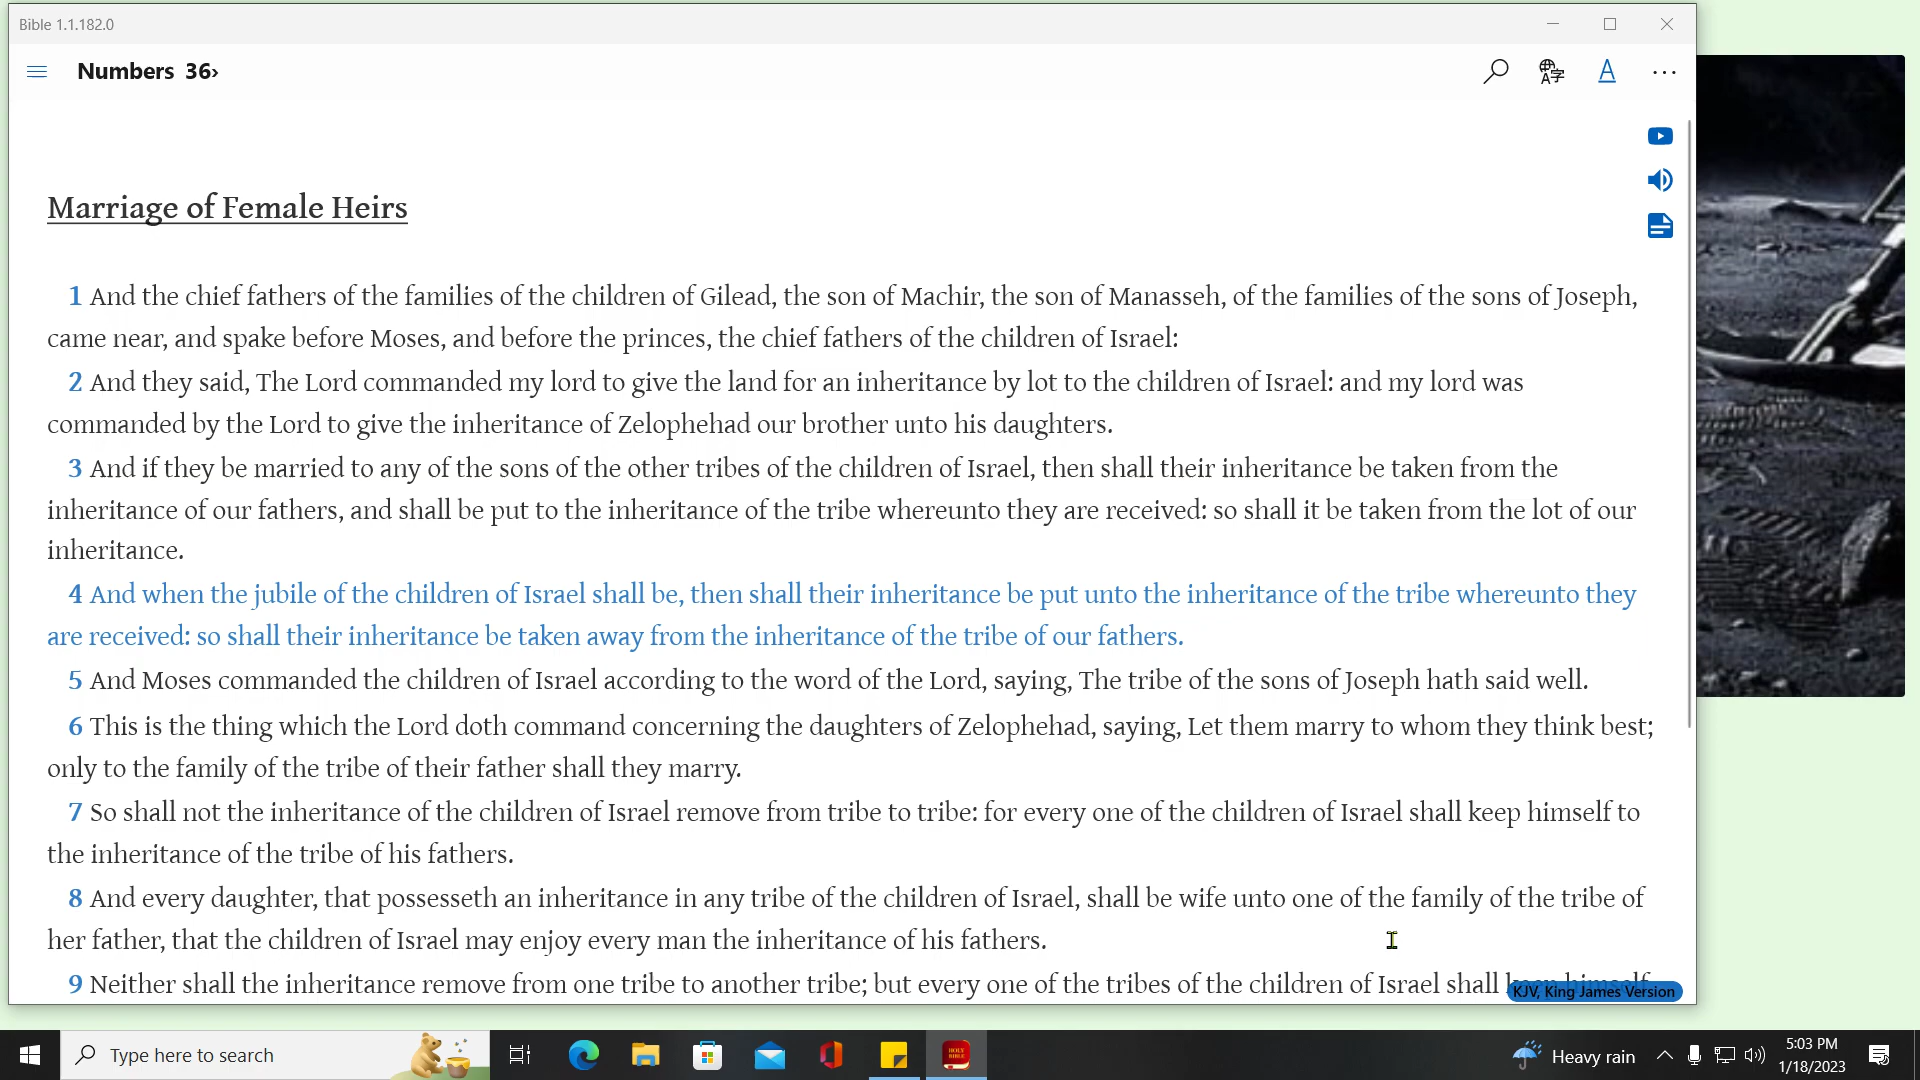 Bible 1.1.182.0
Numbers 36›
Marriage of Female Heirs
1 And the chief fathers of the families of the children of Gilead, the son of Machir, the son of Manasseh, of the families of the sons of Joseph,
came near, and spake before Moses, and before the princes, the chief fathers of the children of Israel:
2 And they said, The Lord commanded my lord to give the land for an inheritance by lot to the children of Israel: and my lord was
commanded by the Lord to give the inheritance of Zelophehad our brother unto his daughters.
3 And if they be married to any of the sons of the other tribes of the children of Israel, then shall their inheritance be taken from the
inheritance of our fathers, and shall be put to the inheritance of the tribe whereunto they are received: so shall it be taken from the lot of our
inheritance.
4 And when the jubile of the children of Israel shall be, then shall their inheritance be put unto the inheritance of the tribe whereunto they
are received: so shall their inheritance be taken away from the inheritance of the tribe of our fathers.
5 And Moses commanded the children of Israel according to the word of the Lord, saying, The tribe of the sons of Joseph hath said well.
6 This is the thing which the Lord doth command concerning the daughters of Zelophehad, saying, Let them marry to whom they think best;
only to the family of the tribe of their father shall they marry.
7 So shall not the inheritance of the children of Israel remove from tribe to tribe: for every one of the children of Israel shall keep himself to
the inheritance of the tribe of his fathers.
8 And every daughter, that possesseth an inheritance in any tribe of the children of Israel, shall be wife unto one of the family of the tribe of
her father, that the children of Israel may enjoy every man the inheritance of his fathers.
9 Neither shall the inheritance remove from one tribe to another tribe; but every one of the tribes of the children of Israel shall keep himself
KJV, King James Version
Type here to search
HOLY BIBLE
Heavy rain
5:03 PM
1/18/2023